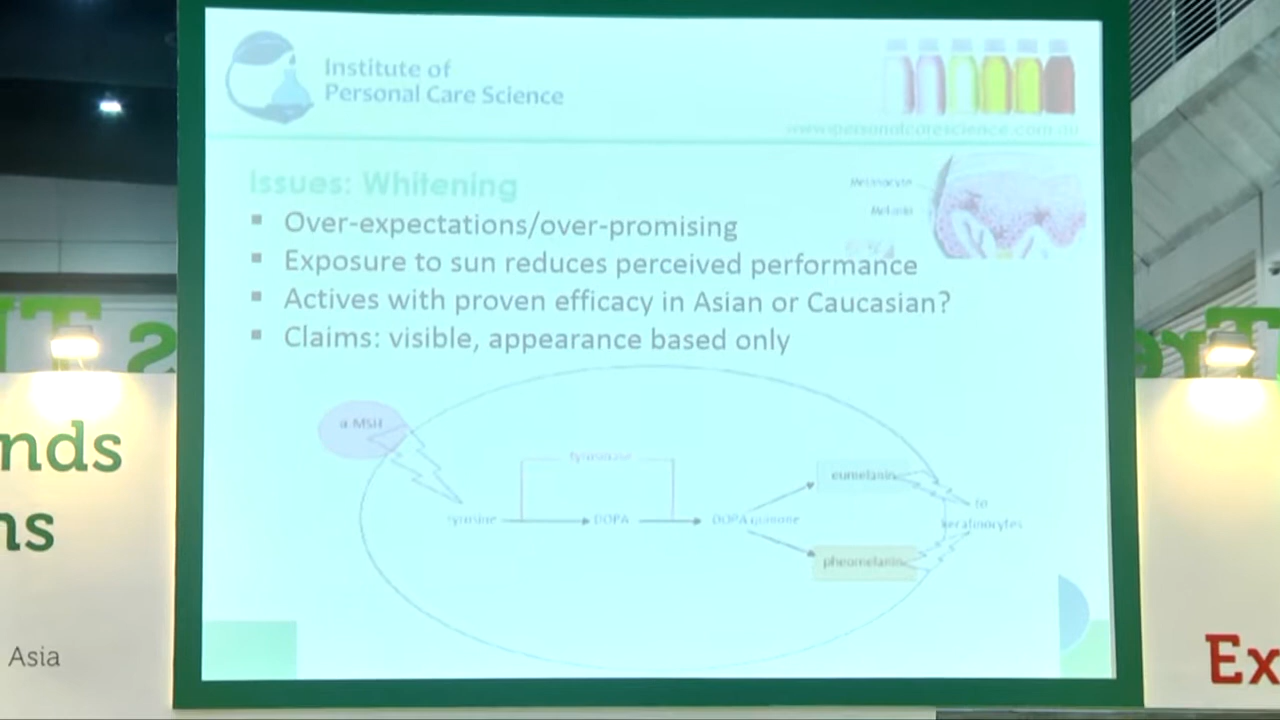 Institute of
Personal Care Science
www.personalcarescience.com.au
Issues: Whitening
Melanocyte
▪ Over-expectations/over-promising
Melanin
▪ Exposure to sun reduces perceived performance
▪ Actives with proven efficacy in Asian or Caucasian?
▪ Claims: visible, appearance based only
α-MSH
tyrosinase
eumelanin
to
tyrosine
DOPA
DOPA quinone
keratinocytes
pheomelanin
nds
ns
Asia
Ex